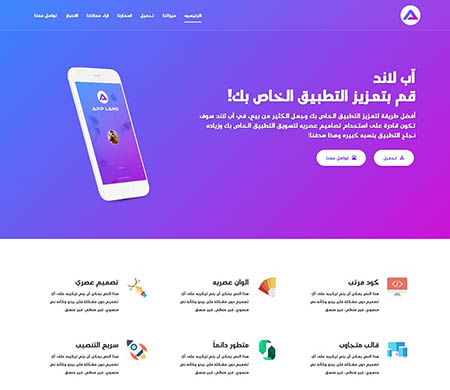 الرئيسيه ميزاتنا تحميل اسعارنا اراء عملائنا الاخبار تواصل معنا
APP LAND
آب لاند
قم بتعزيز التطبيق الخاص بك!
أفضل طريقة لتعزيز التطبيق الخاص بك وجعل الكثير من بيع، في آب لاند سوف
تكون قادرة على استخدام تصاميم عصريه لتسويق التطبيق الخاص بك وزياده
نجاح التطبيق بنسبه كبيره وهذا هدفنا!
تحميل تواصل معنا
كود مرتب
هذا النص يمكن أن يتم تركيبه على أي
تصميم دون مشكلة فلن يبدو وكأنه نص
منسوخ، غير منظم، غير منسق
الوان عصريه
هذا النص يمكن أن يتم تركيبه على أي
تصميم دون مشكلة فلن يبدو وكأنه نص
منسوخ، غير منظم، غير منسق
تصميم عصري
هذا النص يمكن أن يتم تركيبه على أي
تصميم دون مشكلة فلن يبدو وكأنه نص
منسوخ، غير منظم، غير منسق
قالب متجاوب
هذا النص يمكن أن يتم تركيبه على أي
تصميم دون مشكلة فلن يبدو وكأنه نص
منسوخ، غير منظم، غير منسق
متطور دائماً
هذا النص يمكن أن يتم تركيبه على أي
تصميم دون مشكلة فلن يبدو وكأنه نص
منسوخ، غير منظم، غير منسق
سريع التنصيب
هذا النص يمكن أن يتم تركيبه على أي
تصميم دون مشكلة فلن يبدو وكأنه نص
منسوخ، غير منظم، غير منسق